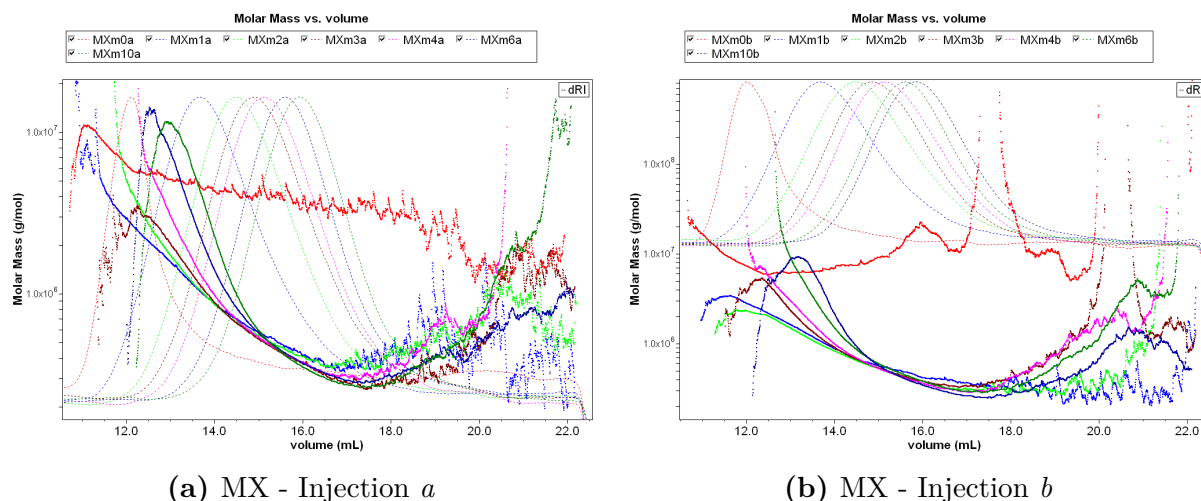 Molar Mass vs. volume
MXm0a MXm1a MXm2a MXm3a MXm4a MXm6a
MXm10a
dRI
1.0x10⁷
1.0x10⁶
Molar Mass (g/mol)
12.0 14.0 16.0 18.0 20.0 22.0
volume (mL)
(a) MX - Injection a
Molar Mass vs. volume
MXm0b MXm1b MXm2b MXm3b MXm4b MXm6b
MXm10b
dRI
1.0x10⁸
1.0x10⁷
1.0x10⁶
Molar Mass (g/mol)
12.0 14.0 16.0 18.0 20.0 22.0
volume (mL)
(b) MX - Injection b